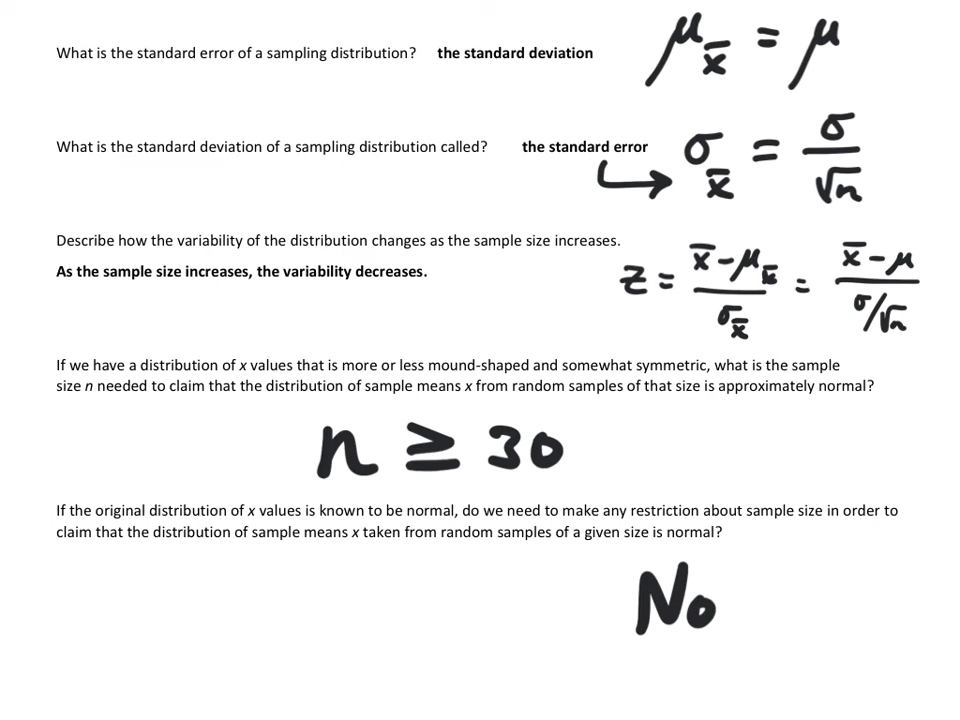 What is the standard error of a sampling distribution? the standard deviation
μx̄ = μ
What is the standard deviation of a sampling distribution called? the standard error
σx̄ = σ/√n
Describe how the variability of the distribution changes as the sample size increases.
As the sample size increases, the variability decreases.
z = (x̄ - μx̄)/σx̄ = (x̄ - μ)/(σ/√n)
If we have a distribution of x values that is more or less mound-shaped and somewhat symmetric, what is the sample
size n needed to claim that the distribution of sample means x from random samples of that size is approximately normal?
n ≥ 30
If the original distribution of x values is known to be normal, do we need to make any restriction about sample size in order to
claim that the distribution of sample means x taken from random samples of a given size is normal?
No